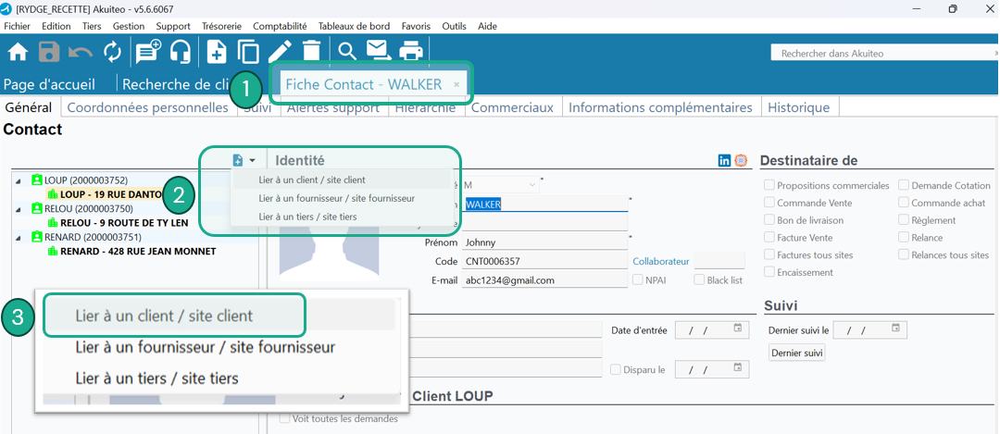 [RYDGE_RECETTE] Akuiteo - v5.6.6067
Fichier Edition Tiers Gestion Support Trésorerie Comptabilité Tableaux de bord Favoris Outils Aide
Rechercher dans Akuiteo
Page d'accueil Recherche de cli 1 Fiche Contact - WALKER ×
Général Coordonnées personnelles Suivi Alertes support Hiérarchie Commerciaux Informations complémentaires Historique
Contact
Identité
Destinataire de
LOUP (2000003752)
LOUP - 19 RUE DANTO
RELOU (2000003750)
RELOU - 9 ROUTE DE TY LEN
RENARD (2000003751)
RENARD - 428 RUE JEAN MONNET
2
Lier à un client / site client
Lier à un fournisseur / site fournisseur
Lier à un tiers / site tiers
M
WALKER
Prénom Johnny
Code CNT0006357 Collaborateur
E-mail abc1234@gmail.com NPAI Black list
Propositions commerciales Demande Cotation
Commande Vente Commande achat
Bon de livraison Règlement
Facture Vente Relance
Factures tous sites Relances tous sites
Encaissement
3
Lier à un client / site client
Lier à un fournisseur / site fournisseur
Lier à un tiers / site tiers
Date d'entrée / /
Disparu le / /
Suivi
Dernier suivi le / /
Dernier suivi
Client LOUP
Voit toutes les demandes